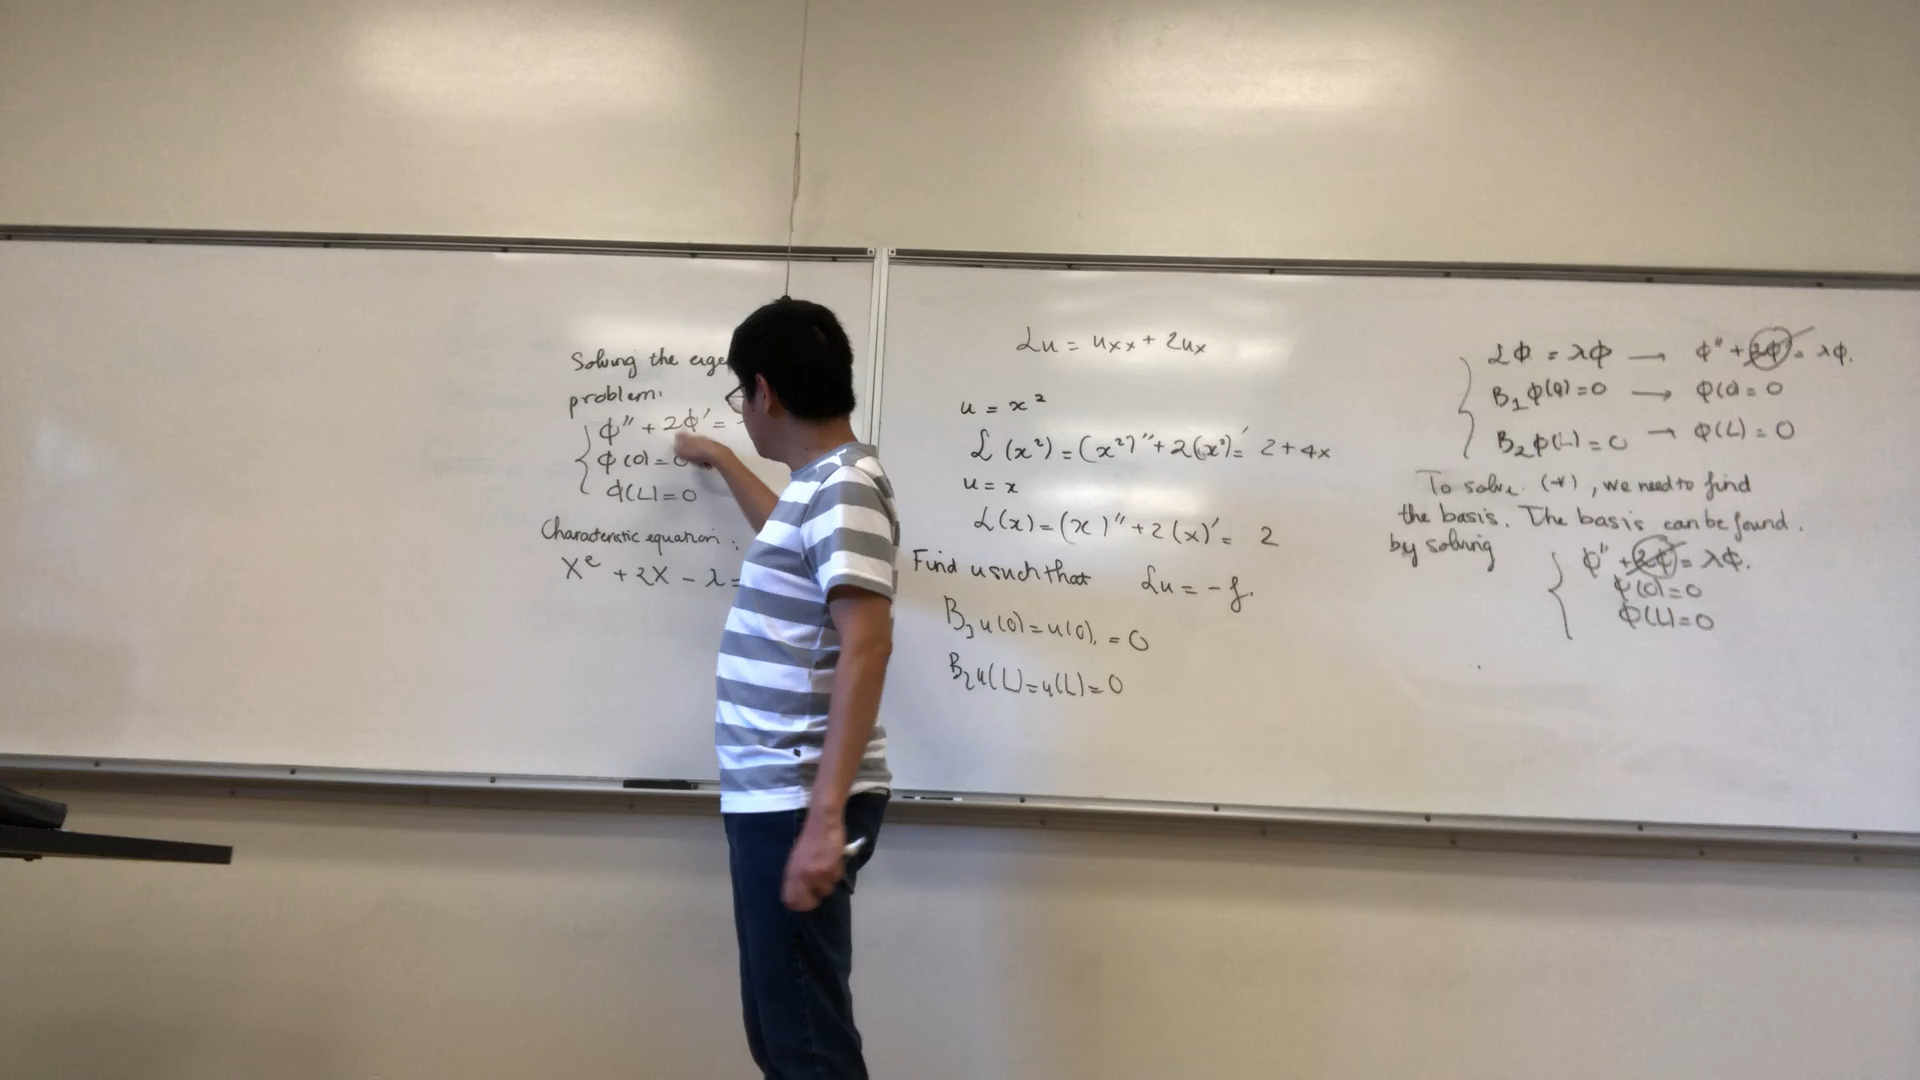 Solving the eige
problem.
ϕ'' + 2ϕ' =
ϕ(0) = 0
ϕ(L) = 0
Characteristic equation:
X² + 2X - λ =
ℒu = uxx + 2ux
u = x²
ℒ(x²) = (x²)'' + 2(x²)' = 2 + 4x
u = x
ℒ(x) = (x)'' + 2(x)' = 2
Find u such that ℒu = -f.
B₁u(0) = u(0) = 0
B₂u(L) = u(L) = 0
ℒϕ = λϕ → ϕ'' + 2ϕ = λϕ.
B₁ϕ(0) = 0 → ϕ(0) = 0
B₂ϕ(L) = 0 → ϕ(L) = 0
To solve (*), we need to find
the basis. The basis can be found.
by solving
ϕ'' + 2ϕ = λϕ.
ϕ(0) = 0
ϕ(L) = 0